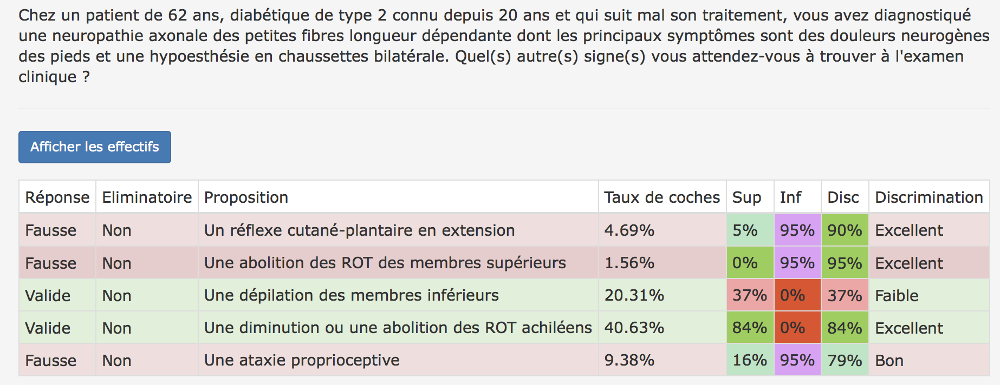 Chez un patient de 62 ans, diabétique de type 2 connu depuis 20 ans et qui suit mal son traitement, vous avez diagnostiqué
une neuropathie axonale des petites fibres longueur dépendante dont les principaux symptômes sont des douleurs neurogènes
des pieds et une hypoesthésie en chaussettes bilatérale. Quel(s) autre(s) signe(s) vous attendez-vous à trouver à l'examen
clinique ?
Afficher les effectifs
Réponse Eliminatoire Proposition Taux de coches Sup Inf Disc Discrimination
Fausse Non Un réflexe cutané-plantaire en extension 4.69% 5% 95% 90% Excellent
Fausse Non Une abolition des ROT des membres supérieurs 1.56% 0% 95% 95% Excellent
Valide Non Une dépilation des membres inférieurs 20.31% 37% 0% 37% Faible
Valide Non Une diminution ou une abolition des ROT achiléens 40.63% 84% 0% 84% Excellent
Fausse Non Une ataxie proprioceptive 9.38% 16% 95% 79% Bon